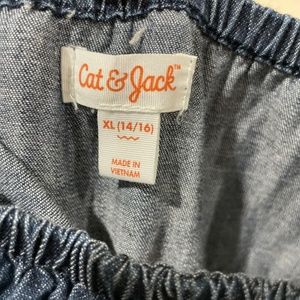 Cat & Jack™
XL (14/16)
MADE IN
VIETNAM